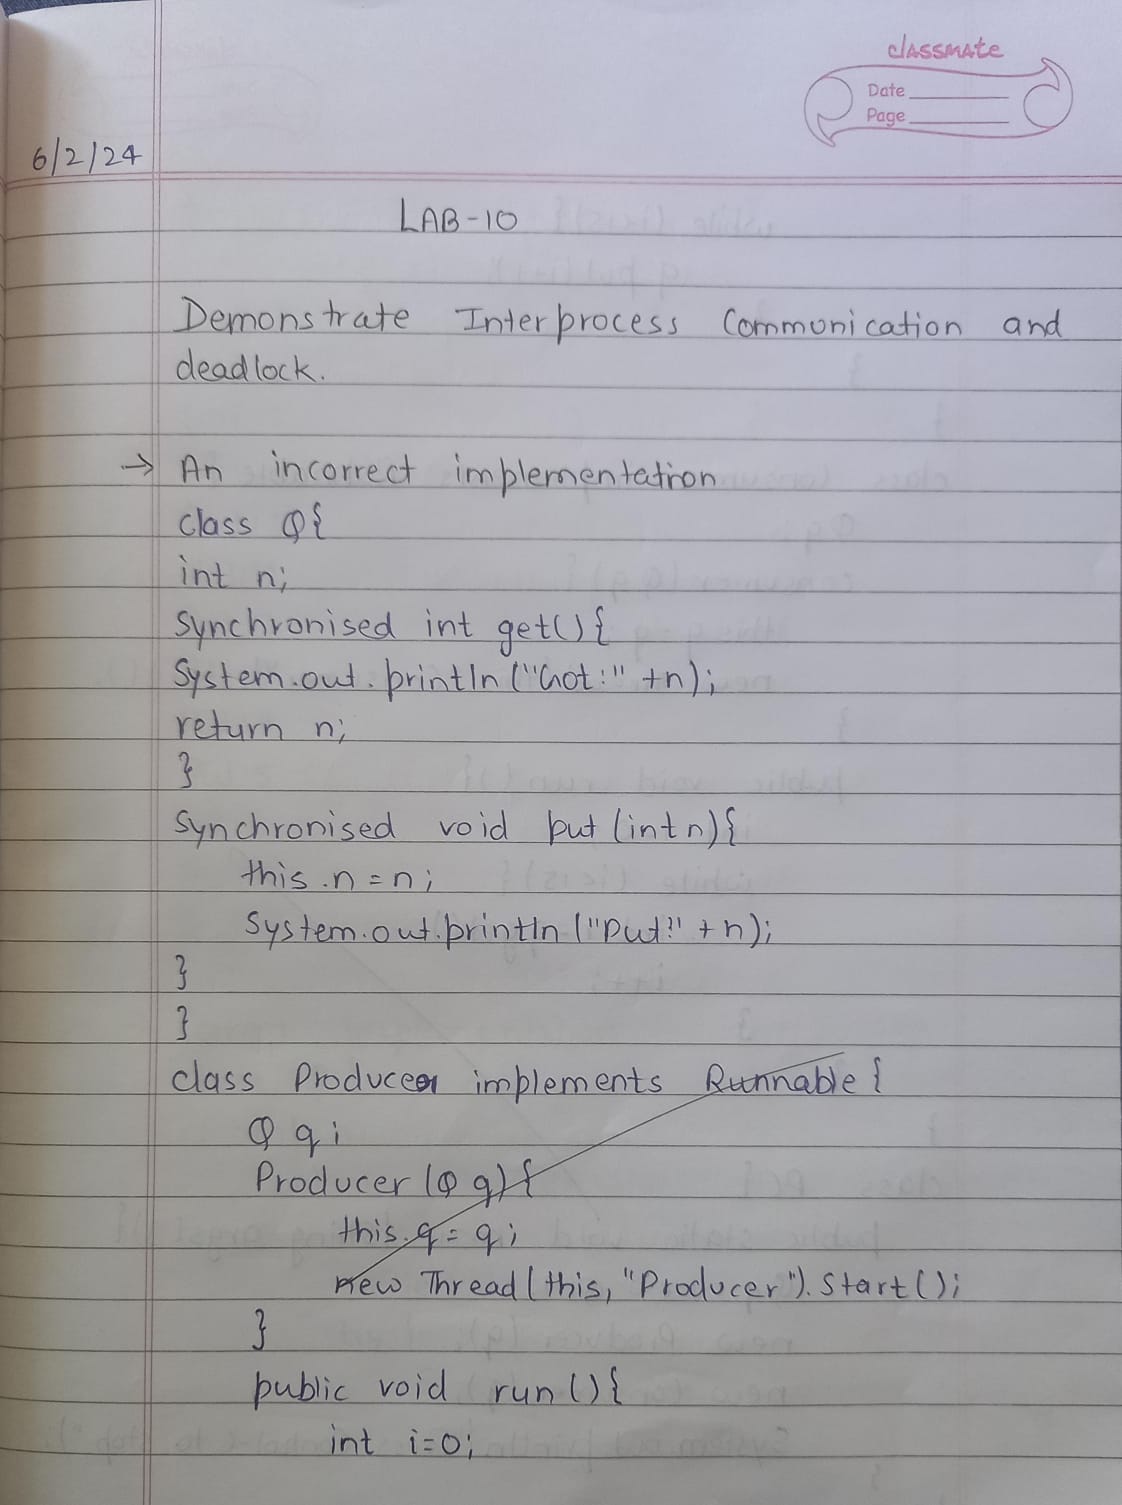 classmate
Date
Page
6/2/24
LAB-10
Demonstrate Interprocess Communication and
deadlock.
→ An incorrect implementation
class Q{
int n;
Synchronised int get(){
System.out.println("Got:" +n);
return n;
}
Synchronised void put(int n){
this.n=n;
System.out.println("Put:" +n);
}
}
class Producer implements Runnable{
Q q;
Producer(Q q){
this.q = q;
new Thread(this, "Producer").Start();
}
public void run(){
int i=0;